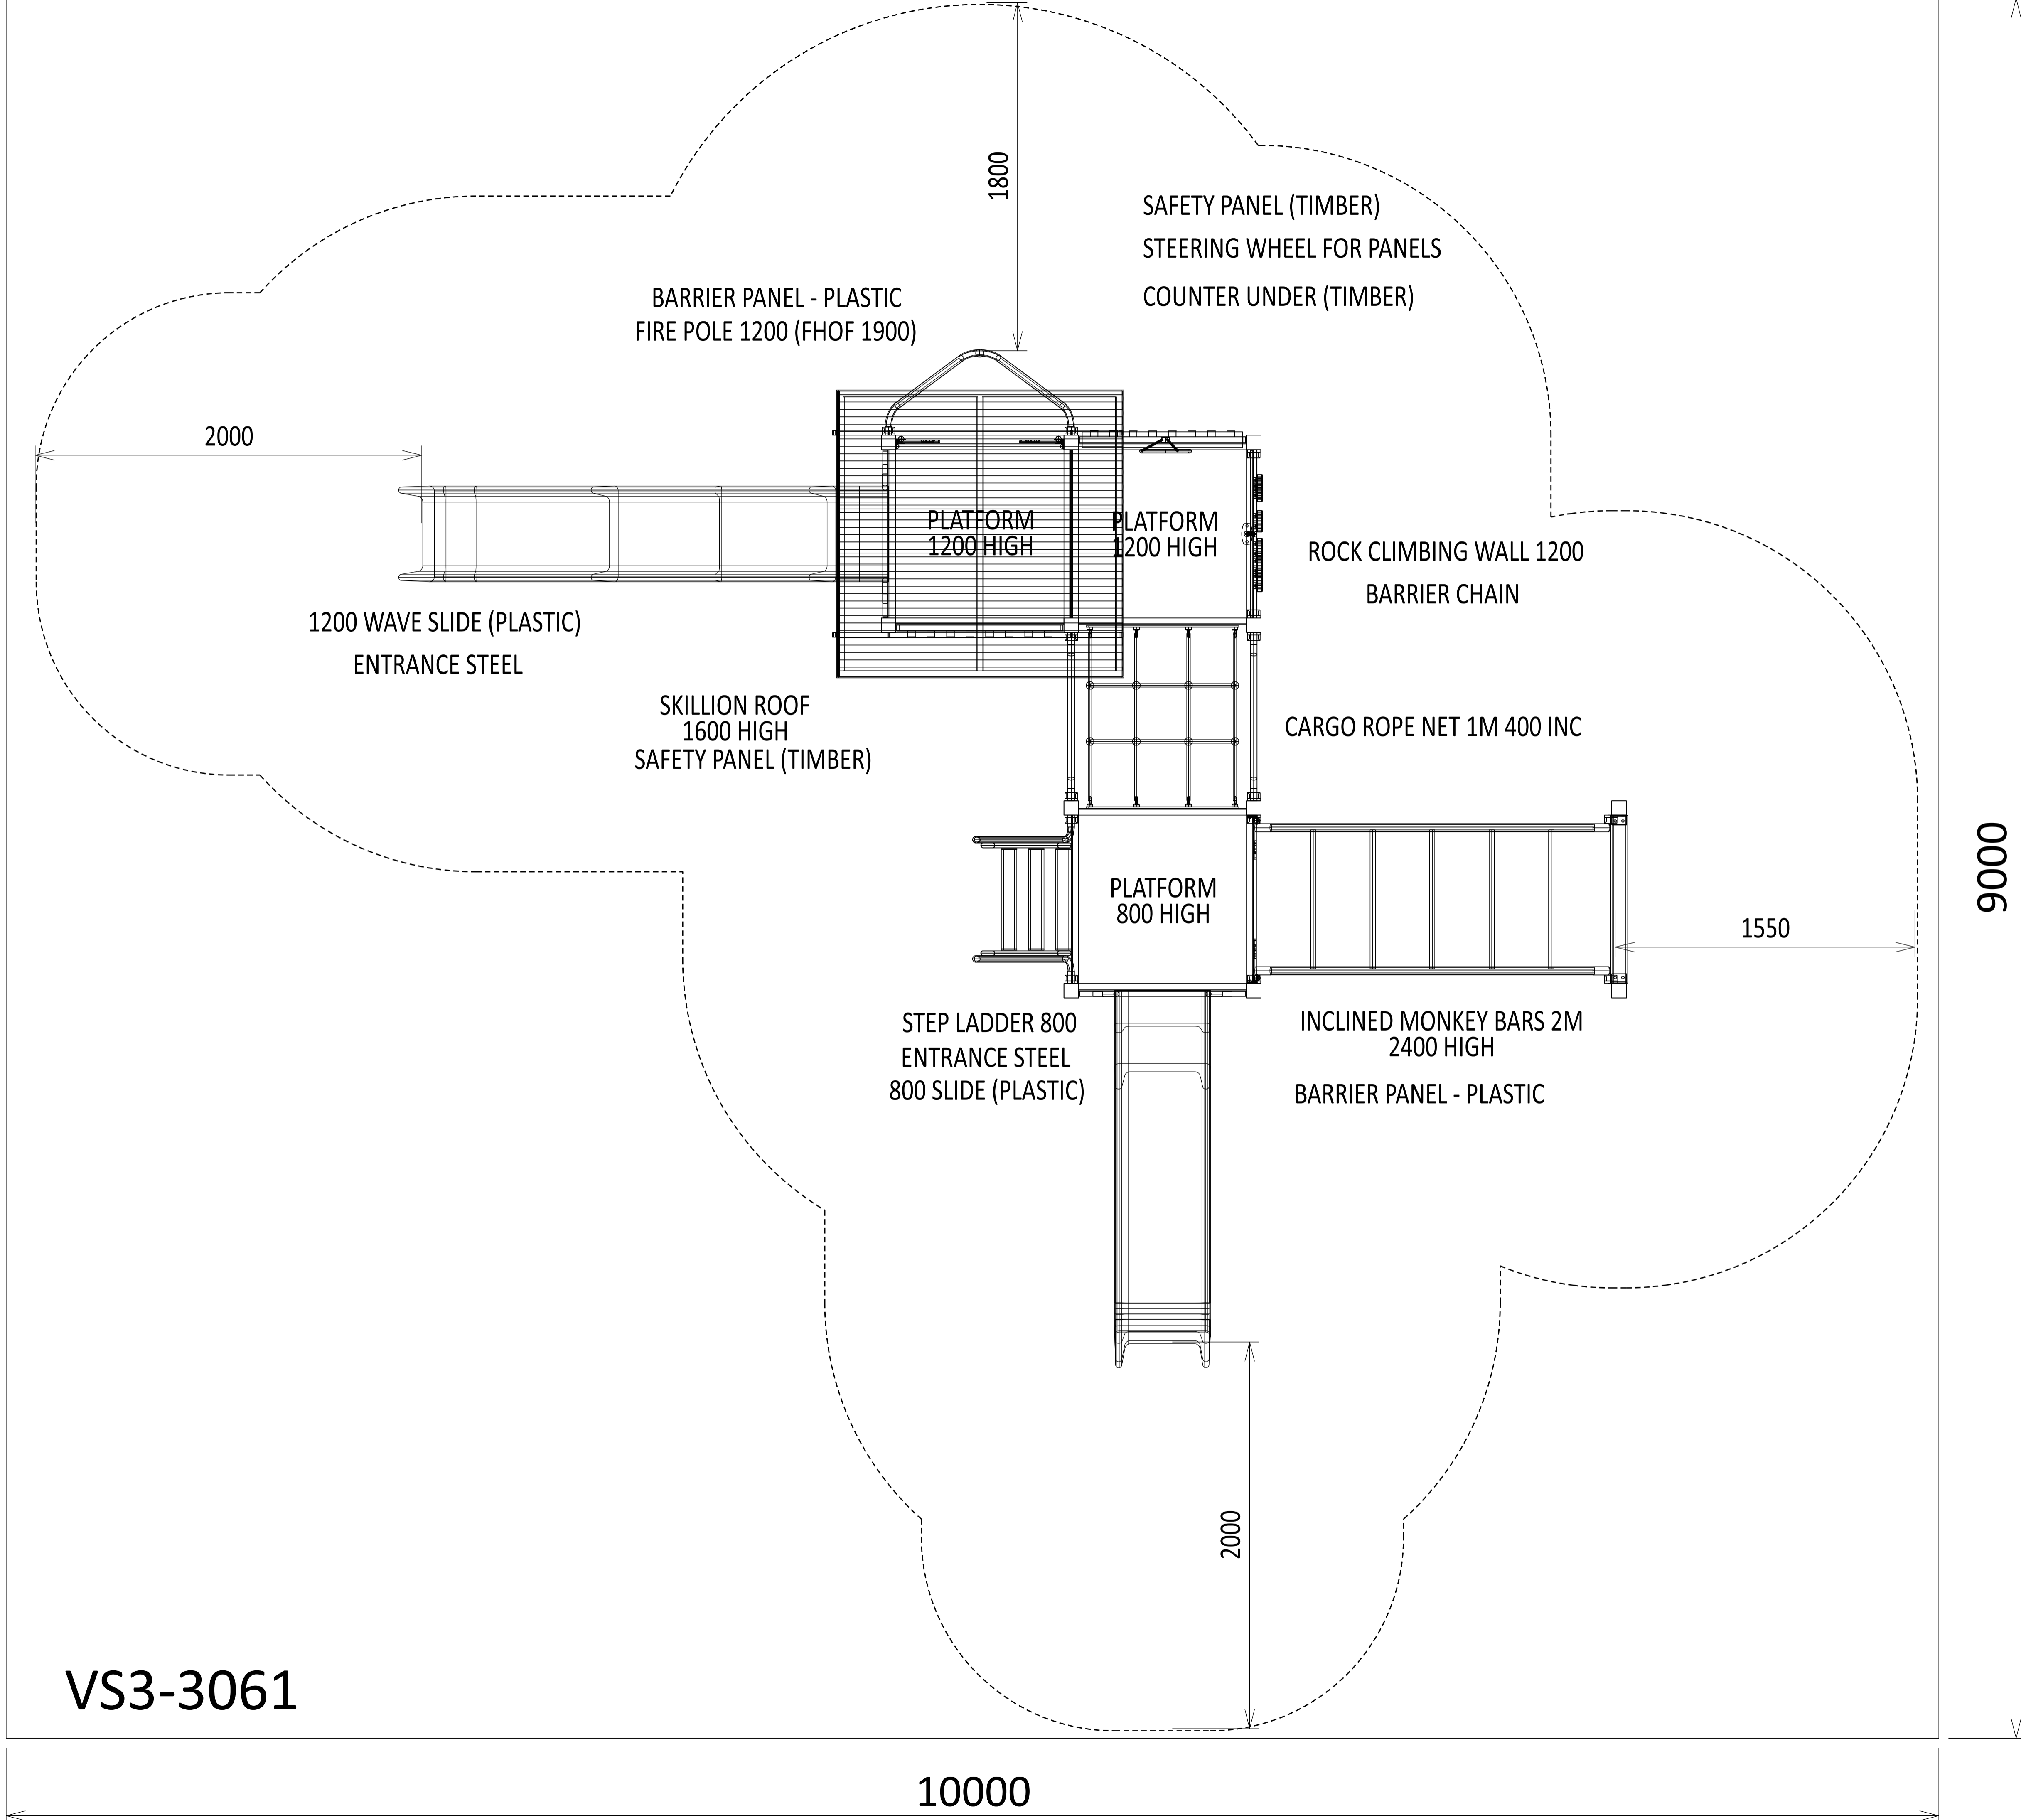 1800
SAFETY PANEL (TIMBER)
STEERING WHEEL FOR PANELS
COUNTER UNDER (TIMBER)
BARRIER PANEL - PLASTIC
FIRE POLE 1200 (FHOF 1900)
2000
PLATFORM
1200 HIGH
PLATFORM
1200 HIGH
ROCK CLIMBING WALL 1200
BARRIER CHAIN
1200 WAVE SLIDE (PLASTIC)
ENTRANCE STEEL
SKILLION ROOF
1600 HIGH
SAFETY PANEL (TIMBER)
CARGO ROPE NET 1M 400 INC
PLATFORM
800 HIGH
9000
1550
STEP LADDER 800
ENTRANCE STEEL
800 SLIDE (PLASTIC)
INCLINED MONKEY BARS 2M
2400 HIGH
BARRIER PANEL - PLASTIC
2000
VS3-3061
10000